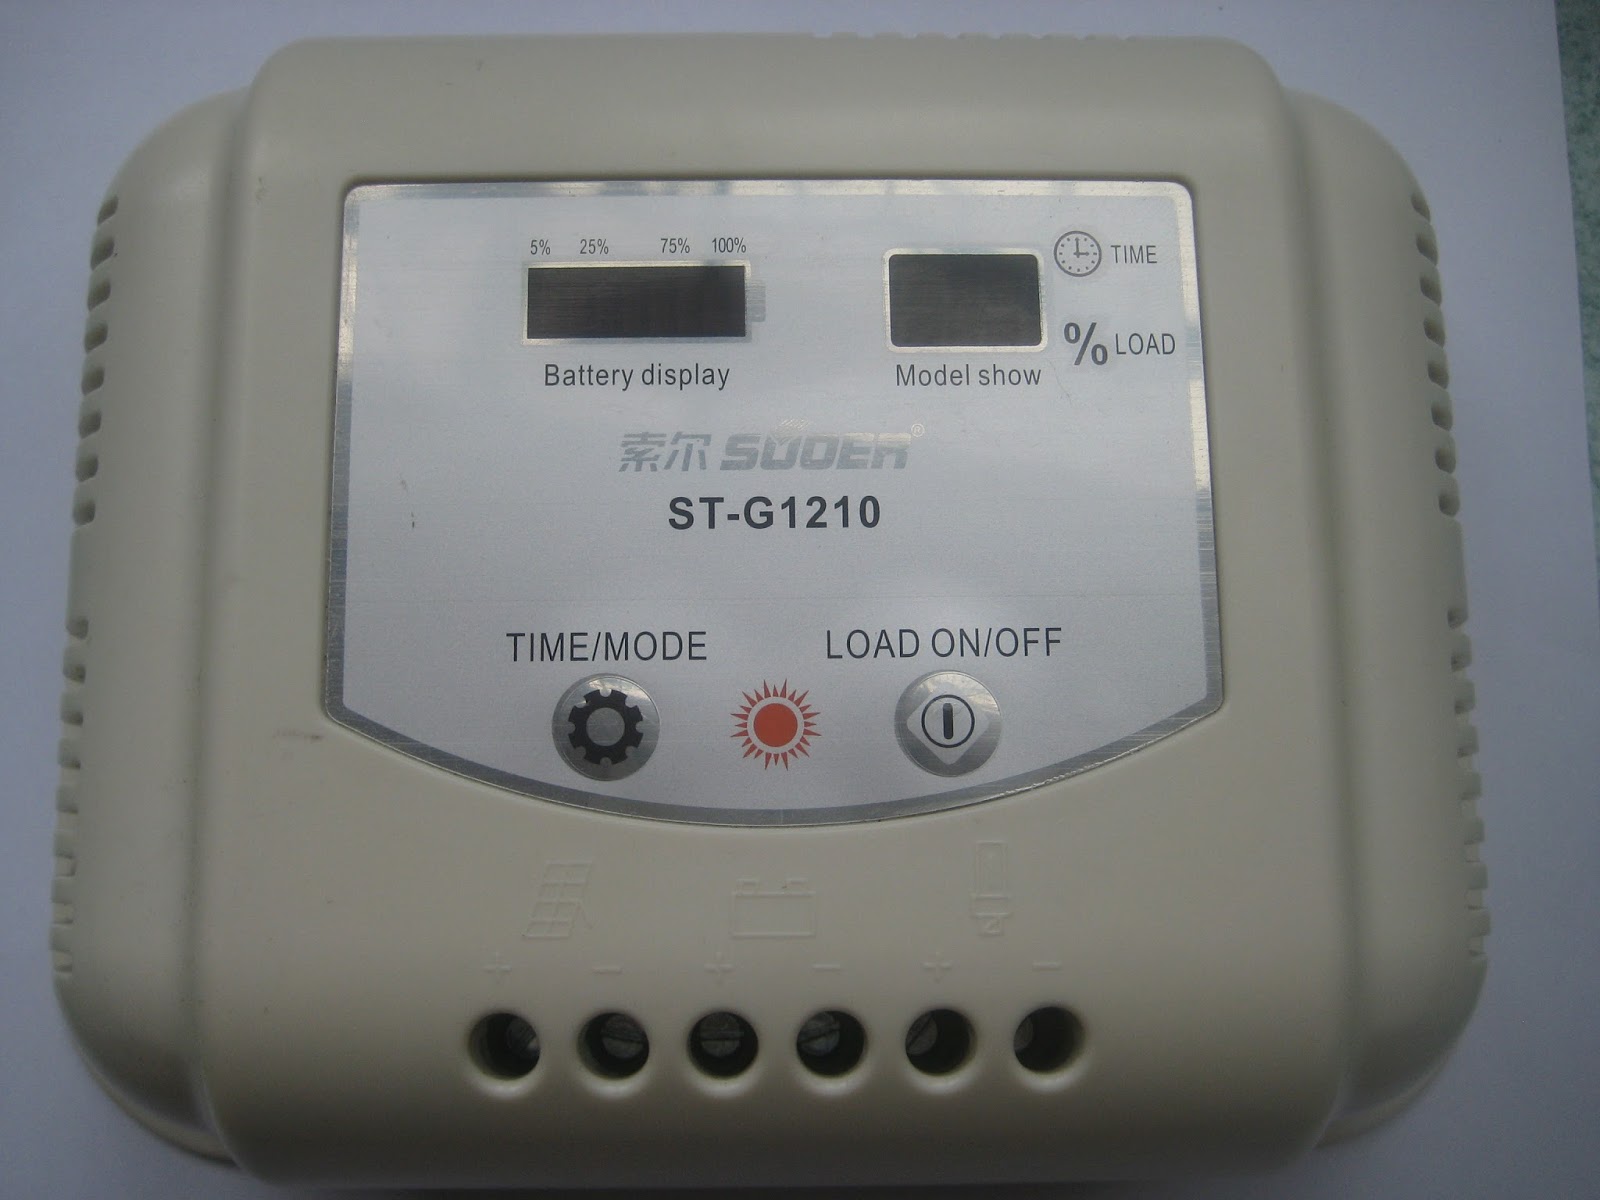 5% 25% 75% 100%
TIME
% LOAD
Battery display
Model show
索尔 SUOER®
ST-G1210
TIME/MODE
LOAD ON/OFF
+ - + - + -